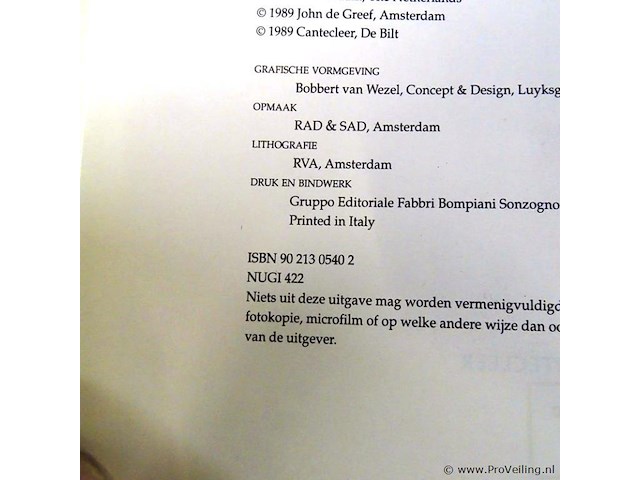 © 1989 John de Greef, Amsterdam
© 1989 Cantecleer, De Bilt
GRAFISCHE VORMGEVING
Bobbert van Wezel, Concept & Design, Luyksg
OPMAAK
RAD & SAD, Amsterdam
LITHOGRAFIE
RVA, Amsterdam
DRUK EN BINDWERK
Gruppo Editoriale Fabbri Bompiani Sonzogno
Printed in Italy
ISBN 90 213 0540 2
NUGI 422
Niets uit deze uitgave mag worden vermenigvuldigd
fotokopie, microfilm of op welke andere wijze dan oo
van de uitgever.
© www.ProVeiling.nl